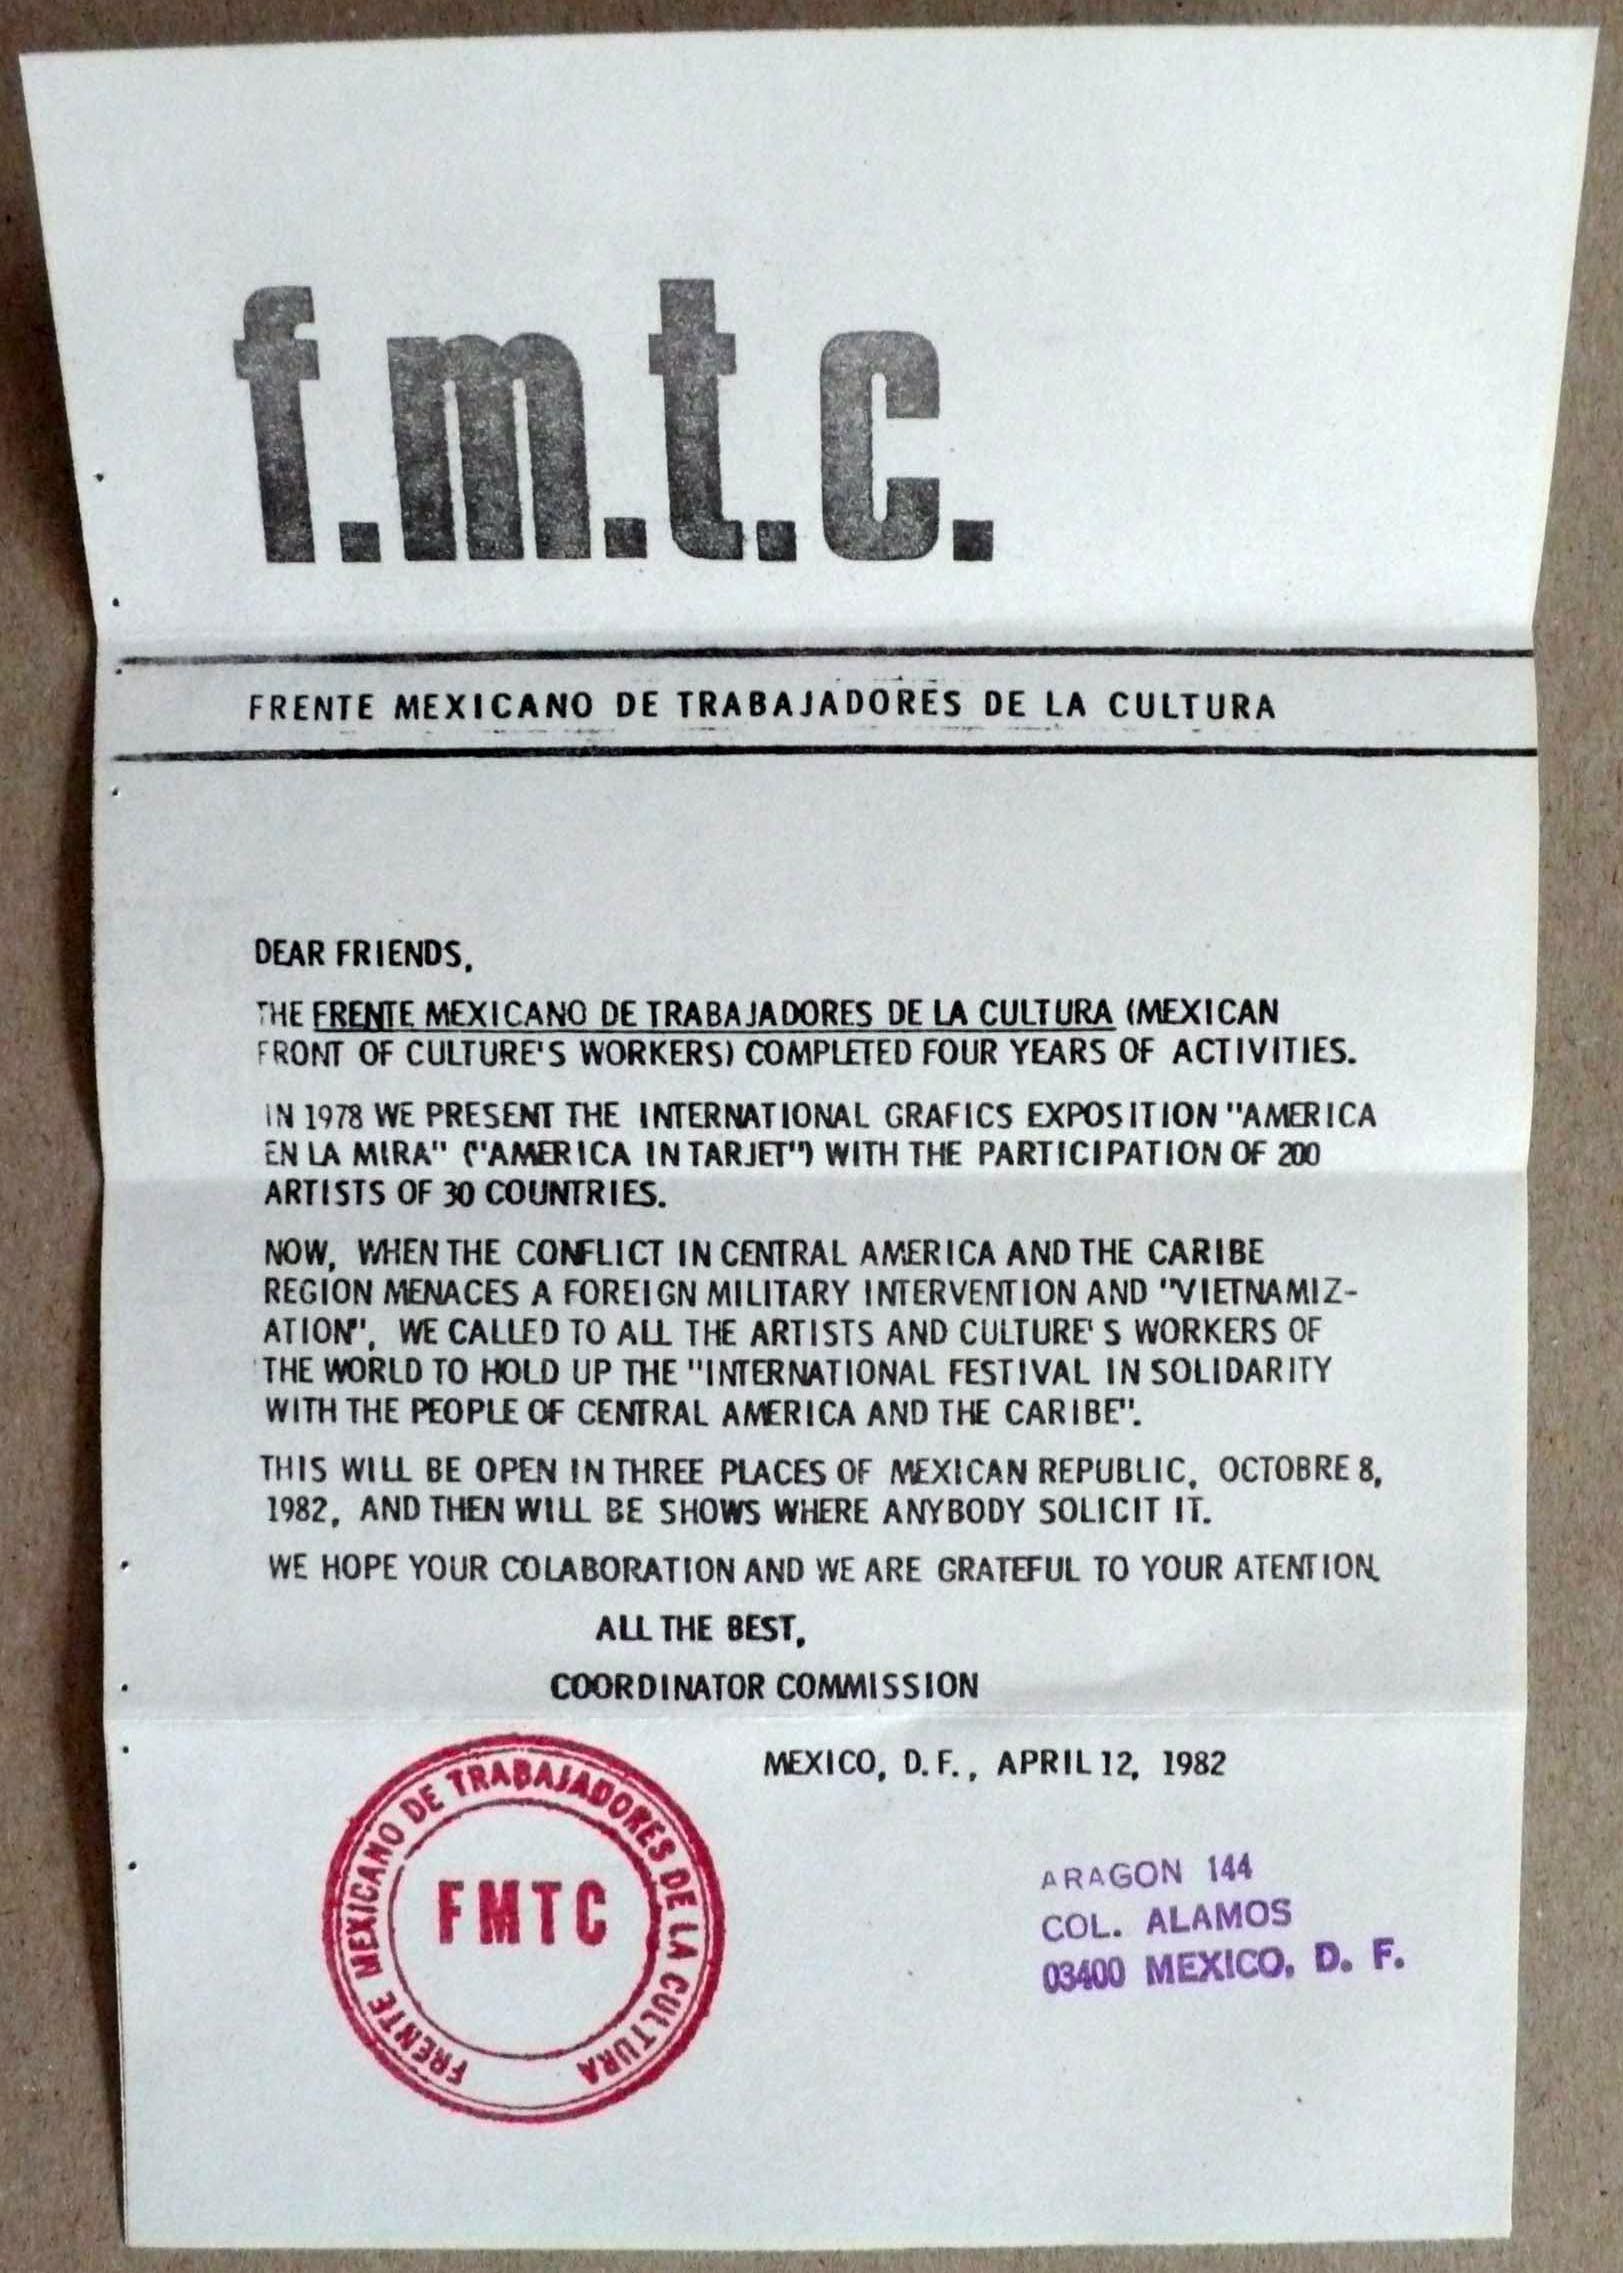 f.m.t.c.
FRENTE MEXICANO DE TRABAJADORES DE LA CULTURA
DEAR FRIENDS,
THE FRENTE MEXICANO DE TRABAJADORES DE LA CULTURA (MEXICAN
FRONT OF CULTURE'S WORKERS) COMPLETED FOUR YEARS OF ACTIVITIES.
IN 1978 WE PRESENT THE INTERNATIONAL GRAFICS EXPOSITION "AMERICA
EN LA MIRA" ("AMERICA IN TARJET") WITH THE PARTICIPATION OF 200
ARTISTS OF 30 COUNTRIES.
NOW, WHEN THE CONFLICT IN CENTRAL AMERICA AND THE CARIBE
REGION MENACES A FOREIGN MILITARY INTERVENTION AND "VIETNAMIZ-
ATION", WE CALLED TO ALL THE ARTISTS AND CULTURE'S WORKERS OF
THE WORLD TO HOLD UP THE "INTERNATIONAL FESTIVAL IN SOLIDARITY
WITH THE PEOPLE OF CENTRAL AMERICA AND THE CARIBE".
THIS WILL BE OPEN IN THREE PLACES OF MEXICAN REPUBLIC, OCTOBRE 8,
1982, AND THEN WILL BE SHOWS WHERE ANYBODY SOLICIT IT.
WE HOPE YOUR COLABORATION AND WE ARE GRATEFUL TO YOUR ATENTION.
ALL THE BEST,
COORDINATOR COMMISSION
MEXICO, D.F., APRIL 12, 1982
FRENTE MEXICANO DE TRABAJADORES DE LA CULTURA
FMTC
ARAGON 144
COL. ALAMOS
03400 MEXICO, D. F.